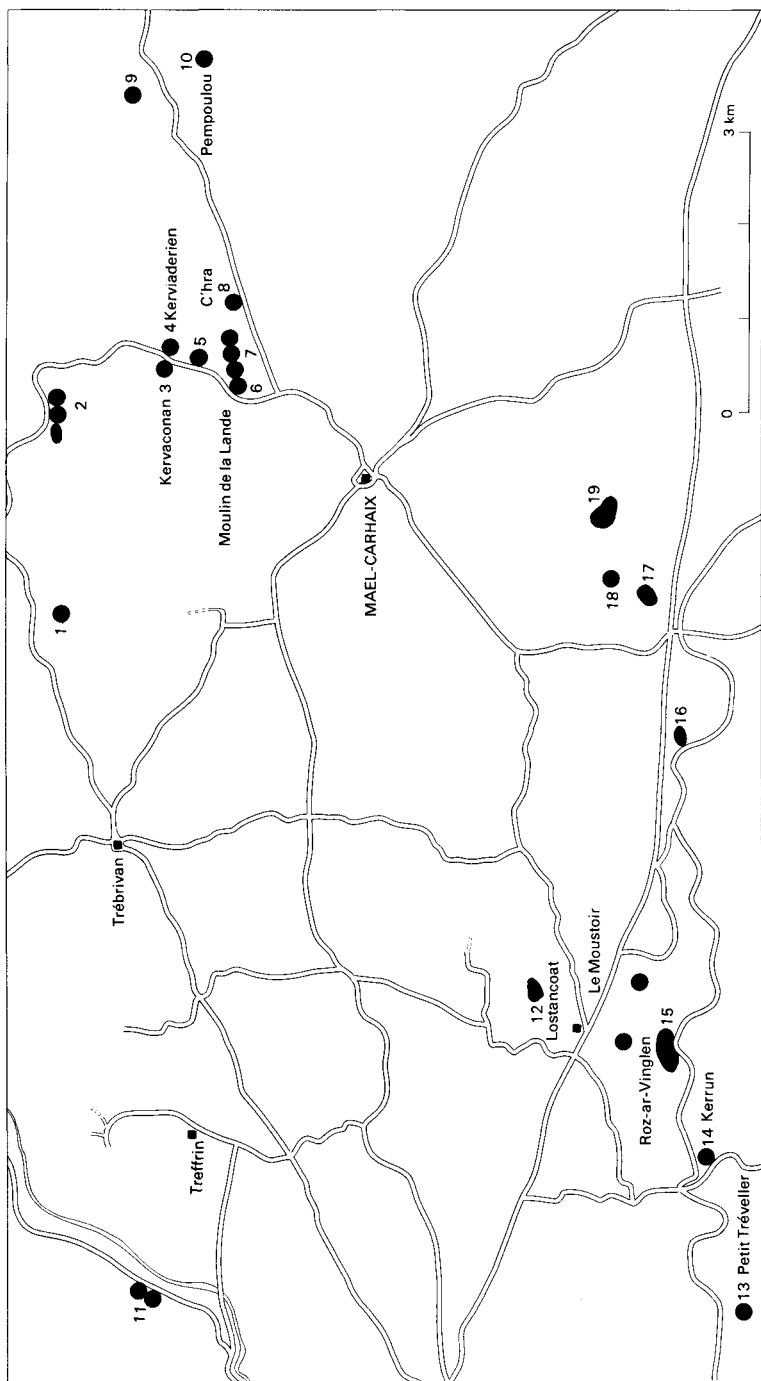 1
2
Kervaconan 3
4 Kerviaderien
5
6
7
Moulin de la Lande
C'hra
8
9
Pempoulou
10
Trébrivan
Treffrin
11
MAEL-CARHAIX
12
Lostancoat
Le Moustoir
Roz-ar-Vinglen
15
14 Kerrun
13 Petit Tréveller
16
17
18
19
0
3 km